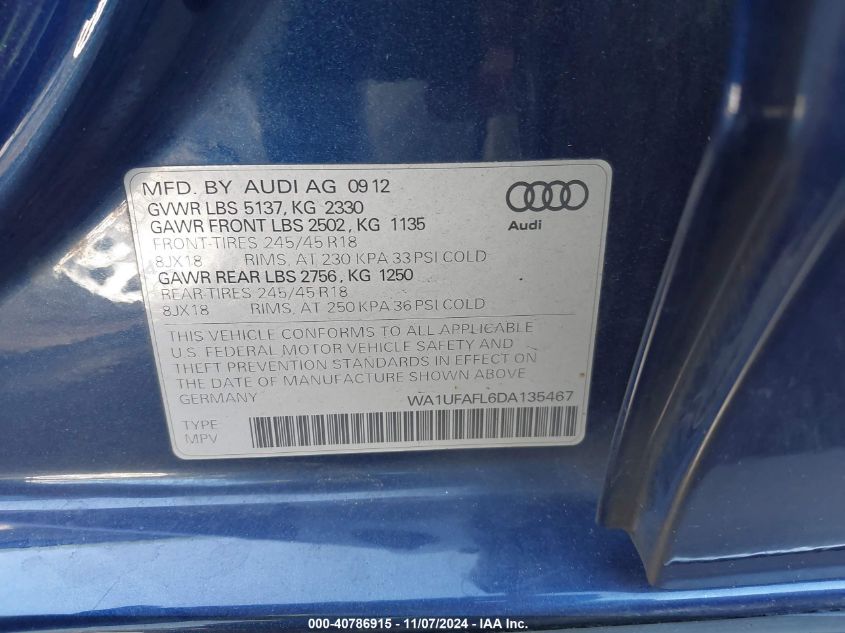 MFD. BY AUDI AG 0912
GVWR LBS 5137, KG 2330
GAWR FRONT LBS 2502, KG 1135
FRONT-TIRES 245/45 R18
8JX18 RIMS, AT 230 KPA 33 PSI COLD
GAWR REAR LBS 2756, KG 1250
REAR-TIRES 245/45 R18
8JX18 RIMS, AT 250 KPA 36 PSI COLD
Audi
THIS VEHICLE CONFORMS TO ALL APPLICABLE
U.S. FEDERAL MOTOR VEHICLE SAFETY AND
THEFT PREVENTION STANDARDS IN EFFECT ON
THE DATE OF MANUFACTURE SHOWN ABOVE.
GERMANY WA1UFAFL6DA135467
TYPE
MPV
000-40786915 - 11/07/2024 - IAA Inc.